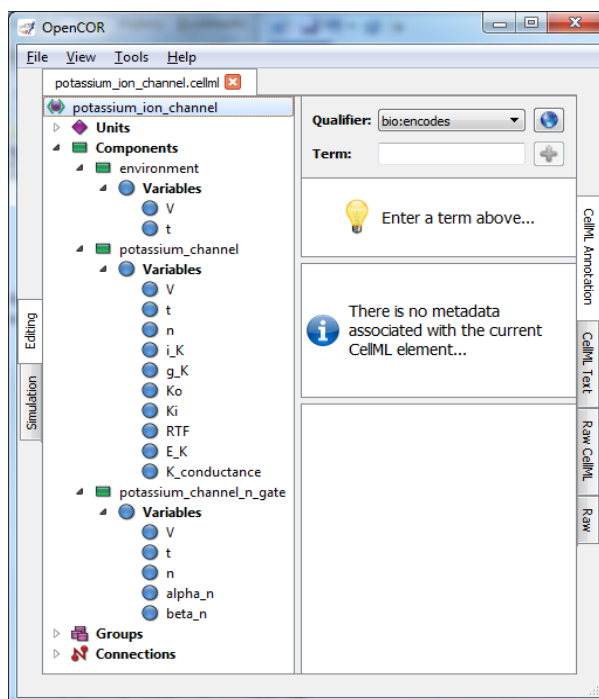 OpenCOR
File View Tools Help
potassium_ion_channel.cellml
Editing
Simulation
potassium_ion_channel
Units
Components
environment
Variables
V
t
potassium_channel
Variables
V
t
n
i_K
g_K
Ko
Ki
RTF
E_K
K_conductance
potassium_channel_n_gate
Variables
V
t
n
alpha_n
beta_n
Groups
Connections
Qualifier: bio:encodes
Term:
Enter a term above...
There is no metadata
associated with the current
CellML element...
CellML Annotation
CellML Text
Raw CellML
Raw